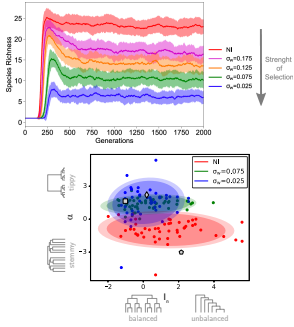 Species Richness
25
20
15
10
5
0
0 250 500 750 1000 1250 1500 1750 2000
Generations
NI
σw=0.175
σw=0.125
σw=0.075
σw=0.025
Strenght
of
Selection
NI
σw=0,075
σw=0.025
tippy
stemmy
α
3
0
−3
−2 0 2 4
In
balanced
unbalanced